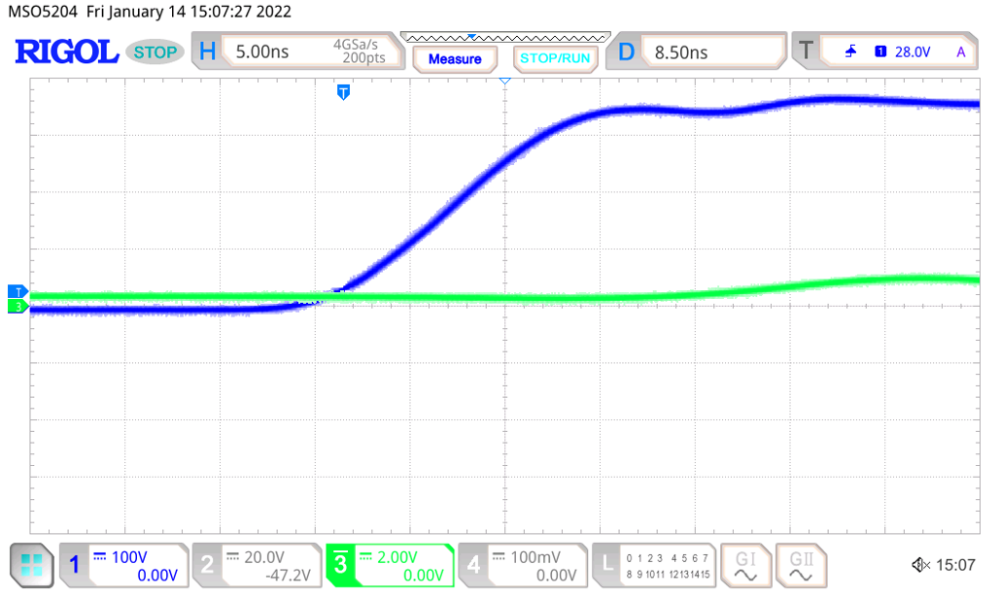 MSO5204 Fri January 14 15:07:27 2022
RIGOL STOP H 5.00ns 4GSa/s 200pts Measure STOP/RUN D 8.50ns T 1 28.0V A
T
T
3
1 100V 0.00V 2 20.0V -47.2V 3 2.00V 0.00V 4 100mV 0.00V L 0 1 2 3 4 5 6 7 8 9 10 11 12 13 14 15 GI GII 15:07